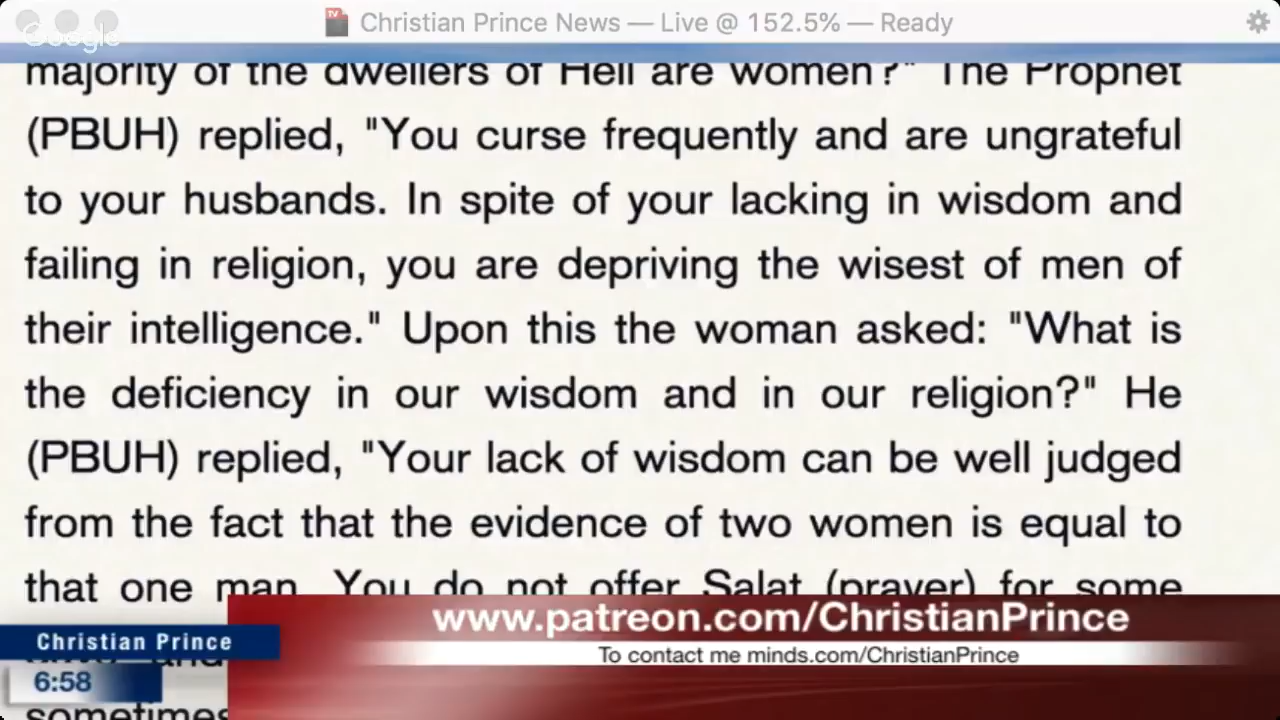 Christian Prince News — Live @ 152.5% — Ready
Google
majority of the dwellers of Hell are women?" The Prophet
(PBUH) replied, "You curse frequently and are ungrateful
to your husbands. In spite of your lacking in wisdom and
failing in religion, you are depriving the wisest of men of
their intelligence." Upon this the woman asked: "What is
the deficiency in our wisdom and in our religion?" He
(PBUH) replied, "Your lack of wisdom can be well judged
from the fact that the evidence of two women is equal to
that one man. You do not offer Salat (prayer) for some
and
sometimes
www.patreon.com/ChristianPrince
To contact me minds.com/ChristianPrince
Christian Prince
6:58